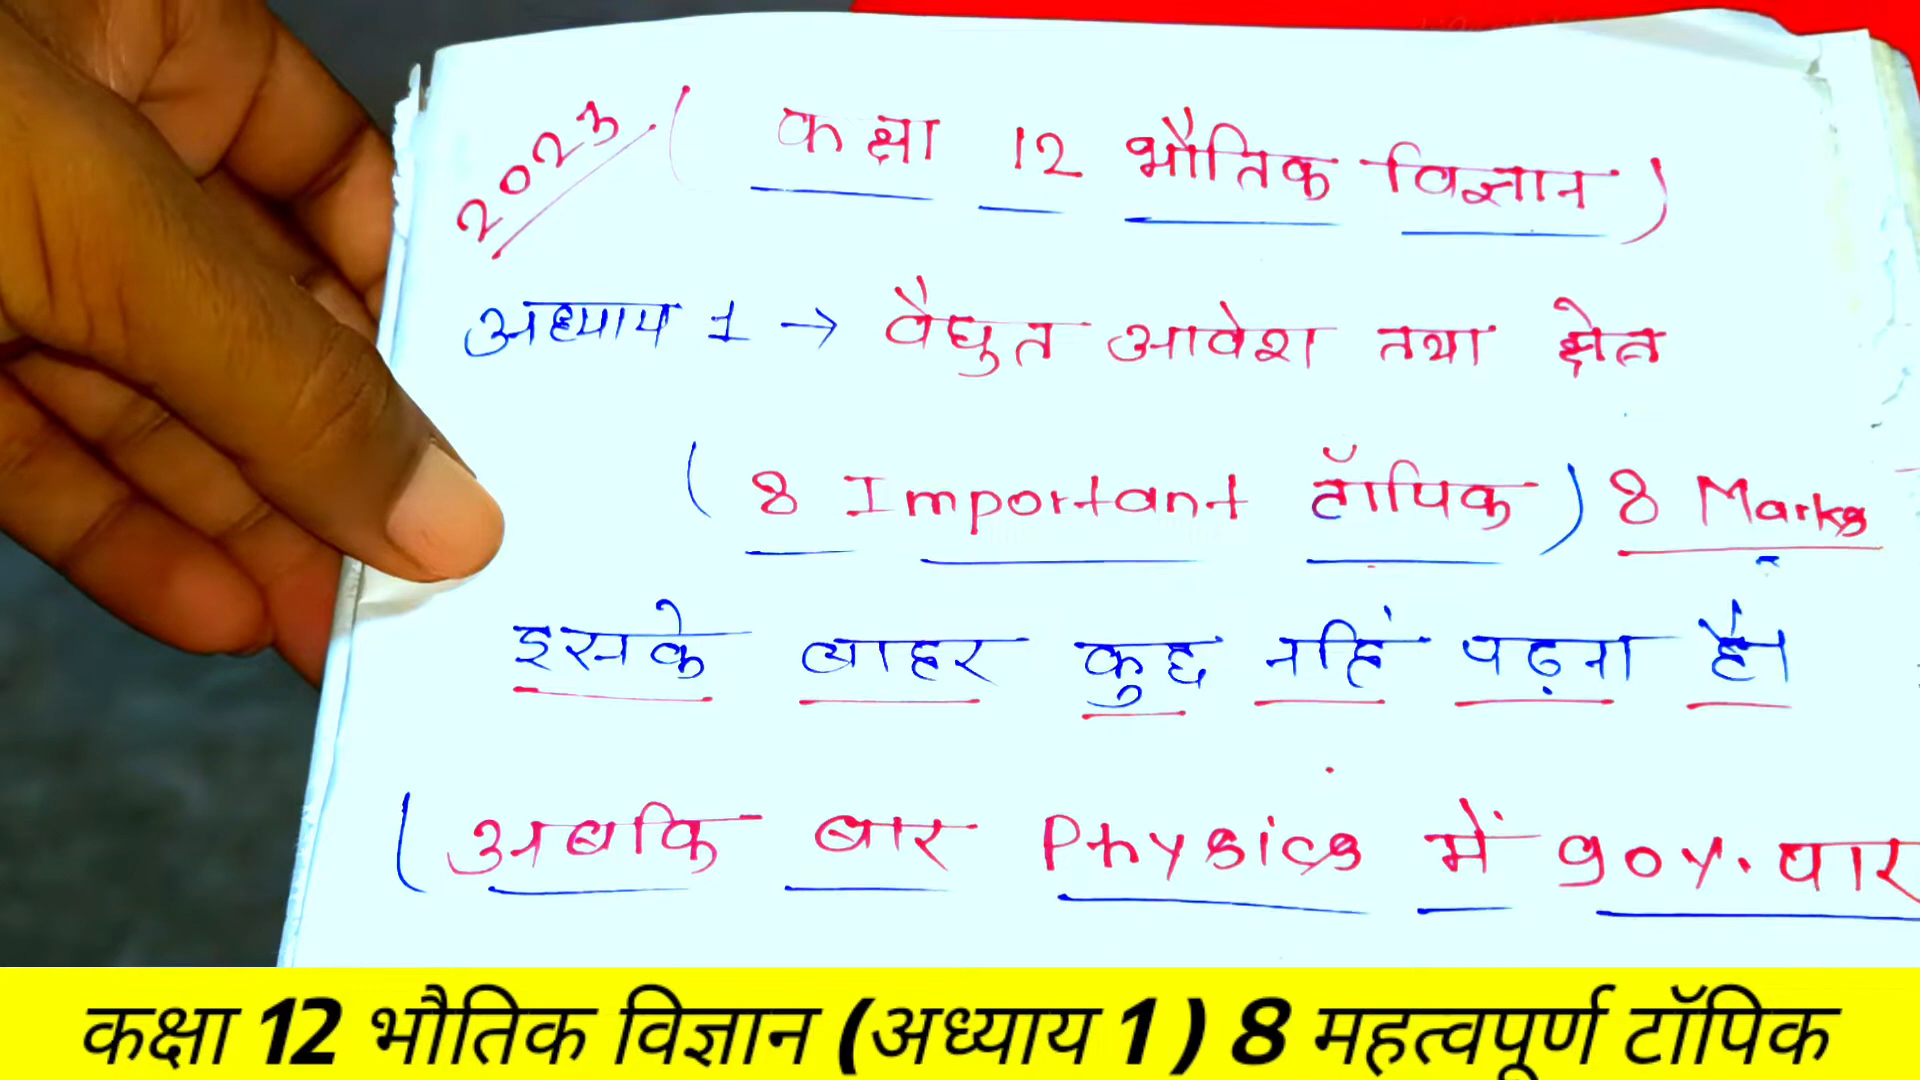 2023 ( कक्षा 12 भौतिक विज्ञान )
अध्याय 1 → वैधुत आवेश तथा क्षेत्र
( 8 Important टॉपिक ) 8 Marks
इसके बाहर कुछ नहिं पढ़ना है।
( अबकि बार Physics में 90%. पार
कक्षा 12 भौतिक विज्ञान (अध्याय 1 ) 8 महत्वपूर्ण टॉपिक